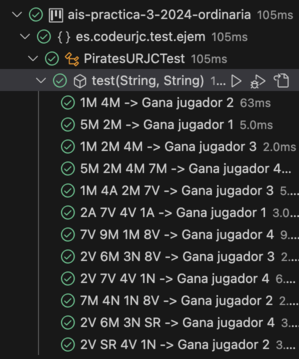 ais-practica-3-2024-ordinaria 105ms
{} es.codeurjc.test.ejem 105ms
PiratesURJCTest 105ms
test(String, String) 1...
1M 4M -> Gana jugador 2 63ms
5M 2M -> Gana jugador 1 5.0ms
1M 2M 4M -> Gana jugador 3 2.0ms
5M 2M 4M 7M -> Gana jugador 4...
1M 4A 2M 7V -> Gana jugador 3 5....
2A 7V 4V 1A -> Gana jugador 1 3.0...
7V 9M 1M 8V -> Gana jugador 4 9....
2V 6M 3N 8V -> Gana jugador 3 2....
2V 7V 4V 1N -> Gana jugador 4 6....
7M 4N 1N 8V -> Gana jugador 2 2....
2V 6M 3N SR -> Gana jugador 4 3....
2V SR 4V 1N -> Gana jugador 2 3....